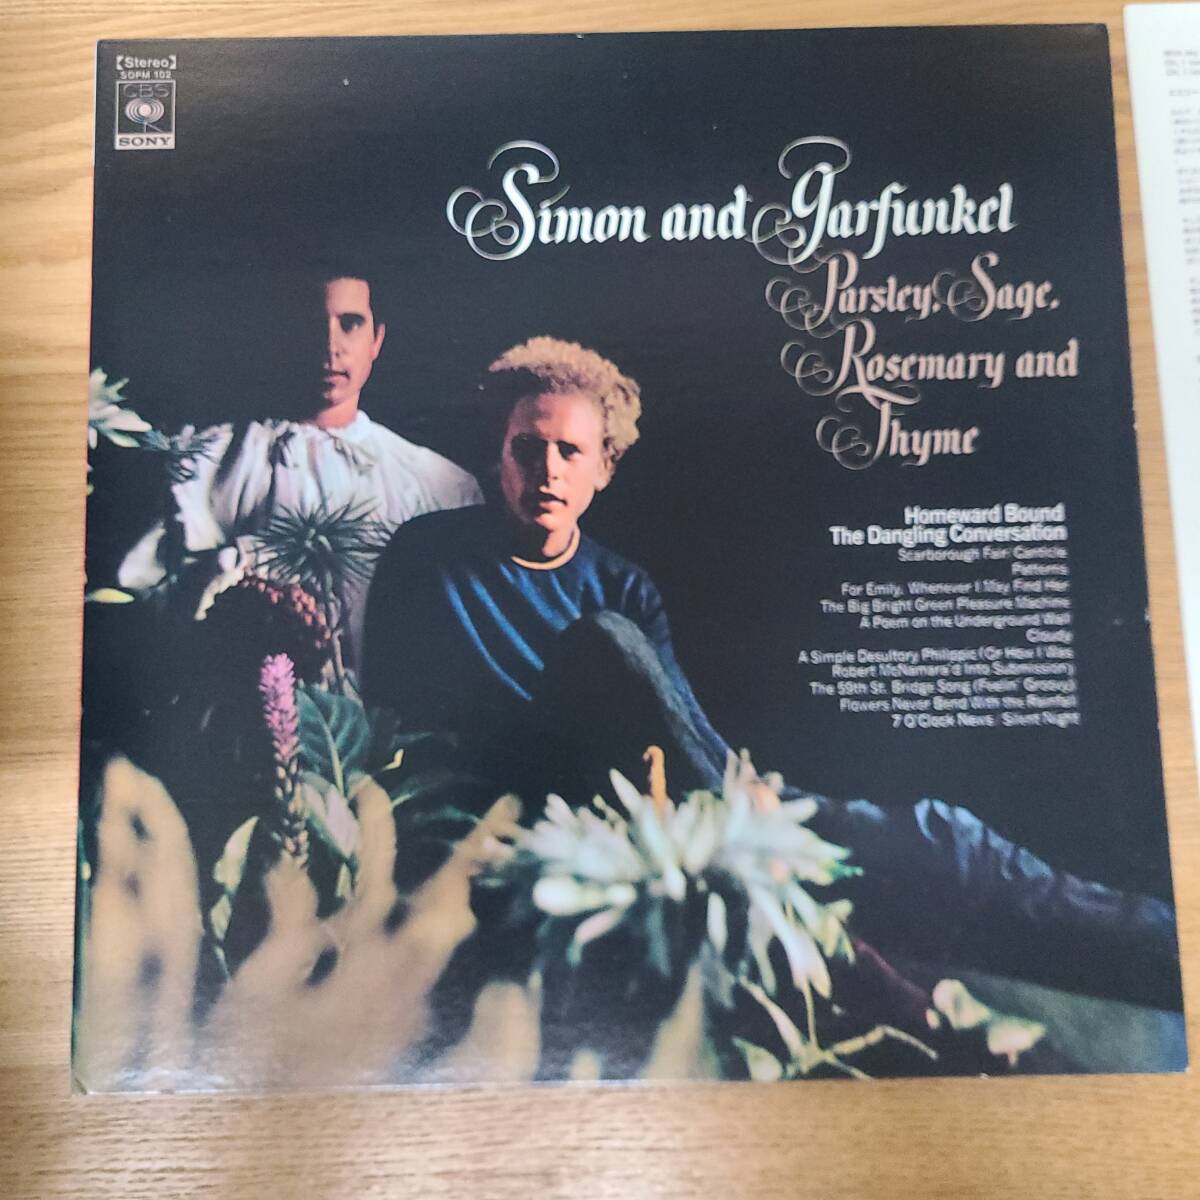 【Stereo】
SOPM 102
CBS
SONY
Simon and Garfunkel
Parsley, Sage,
Rosemary and
Thyme
Homeward Bound
The Dangling Conversation
Scarborough Fair/Canticle
Patterns
For Emily, Whenever I May Find Her
The Big Bright Green Pleasure Machine
A Poem on the Underground Wall
Cloudy
A Simple Desultory Philippic (Or How I Was
Robert McNamara'd Into Submission)
The 59th St. Bridge Song (Feelin' Groovy)
Flowers Never Bend With the Rainfall
7 O'Clock News/Silent Night